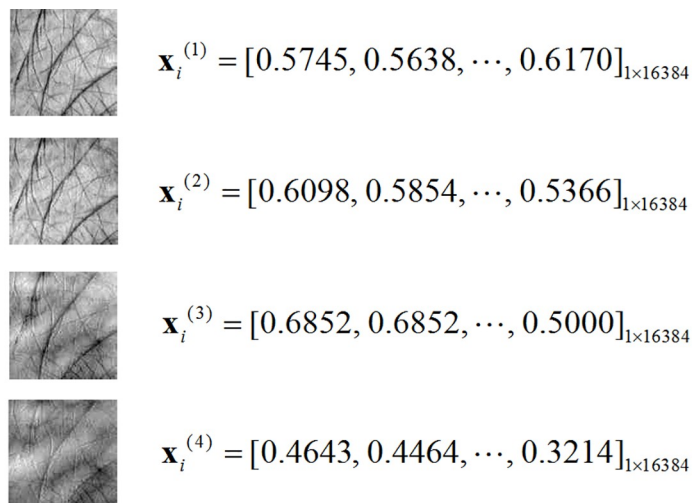 x_i^(1) = [0.5745, 0.5638, ⋯, 0.6170]_1×16384
x_i^(2) = [0.6098, 0.5854, ⋯, 0.5366]_1×16384
x_i^(3) = [0.6852, 0.6852, ⋯, 0.5000]_1×16384
x_i^(4) = [0.4643, 0.4464, ⋯, 0.3214]_1×16384